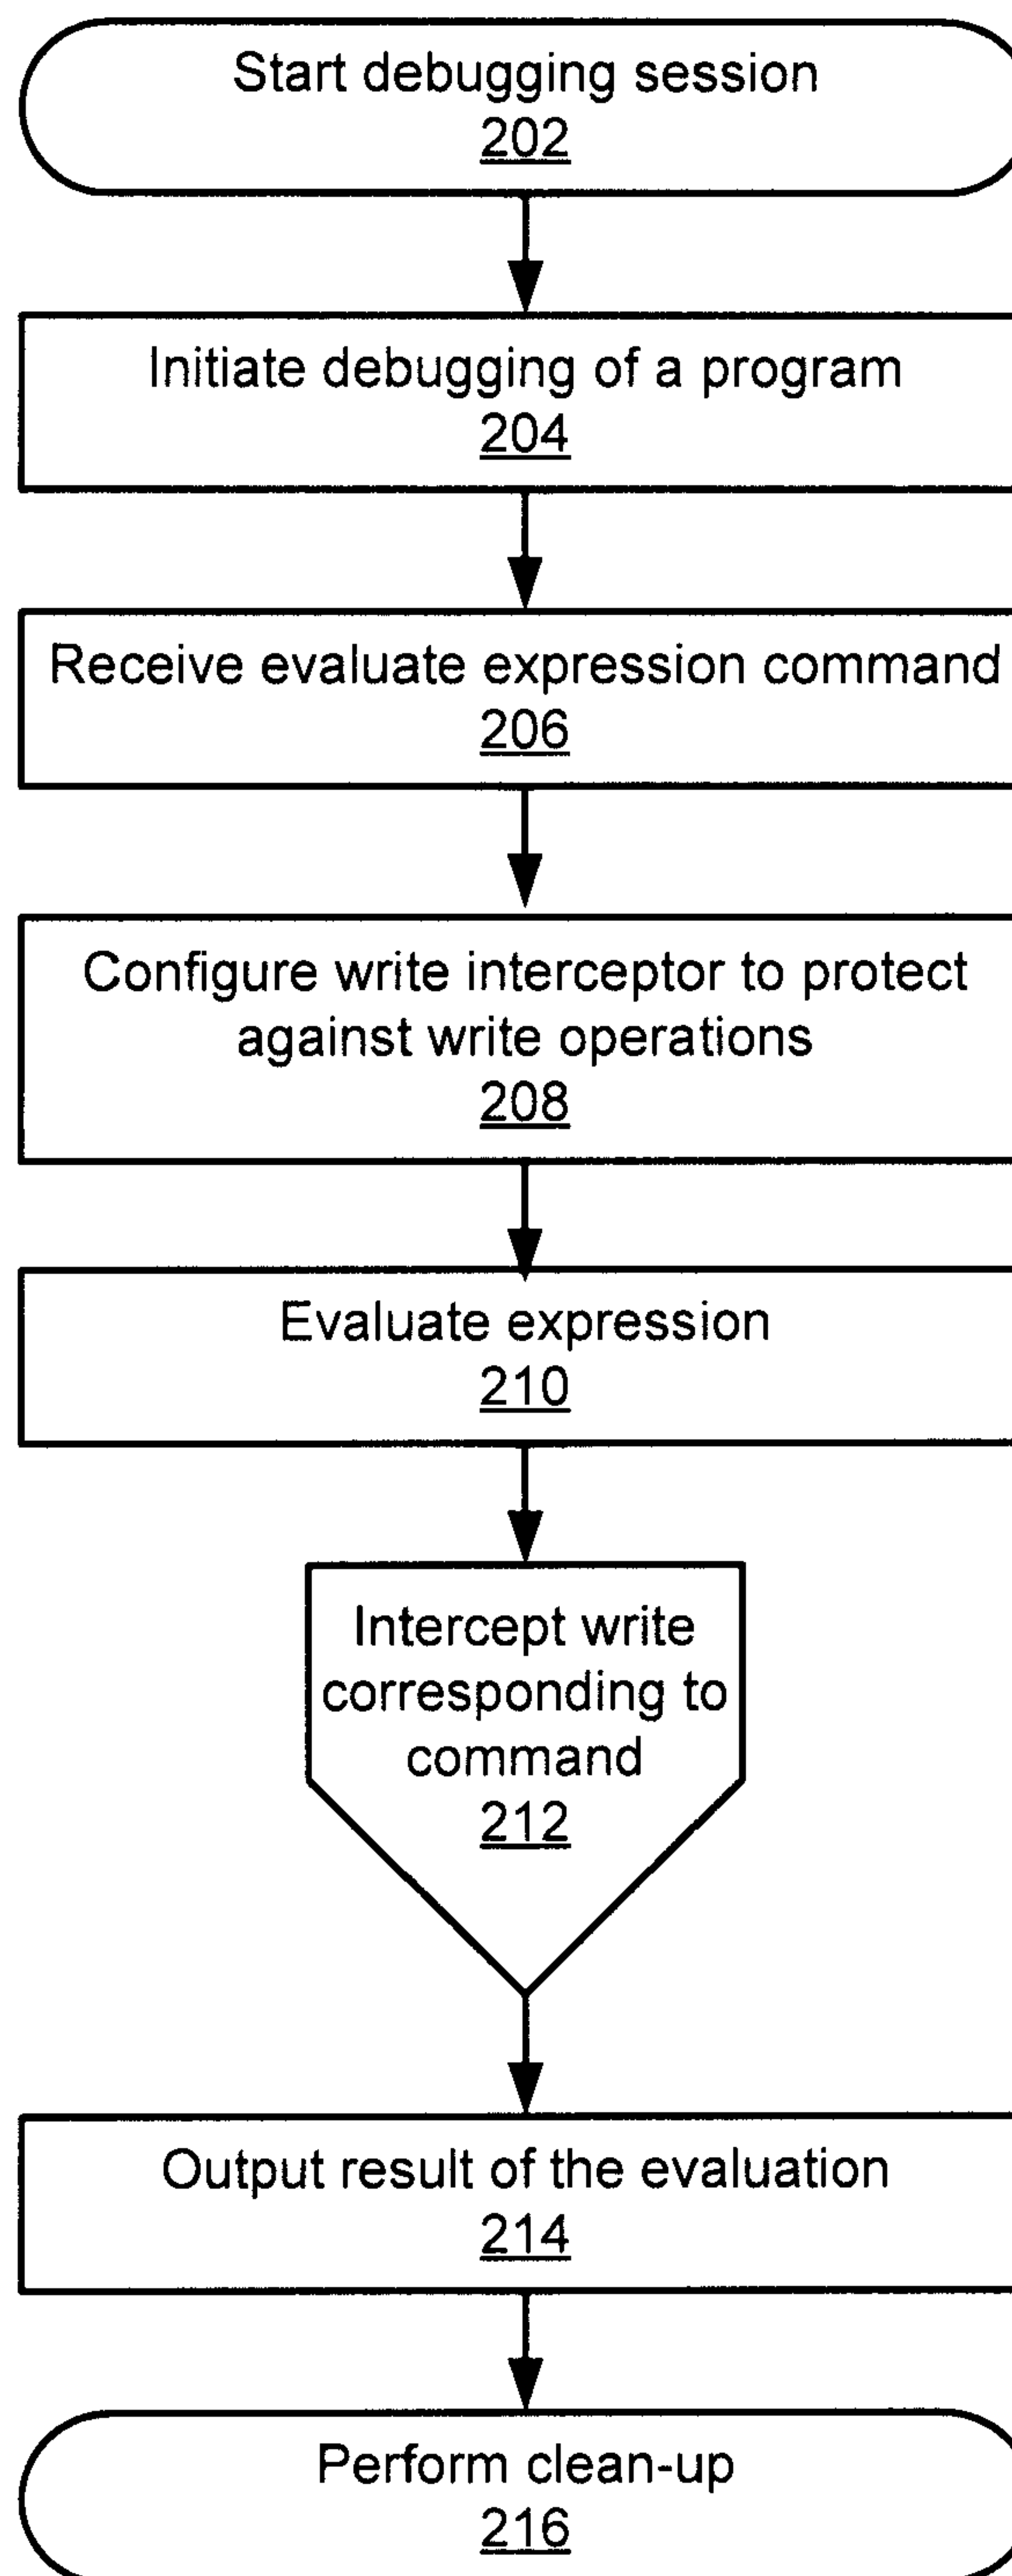 Start debugging session
202
Initiate debugging of a program
204
Receive evaluate expression command
206
Configure write interceptor to protect
against write operations
208
Evaluate expression
210
Intercept write
corresponding to
command
212
Output result of the evaluation
214
Perform clean-up
216